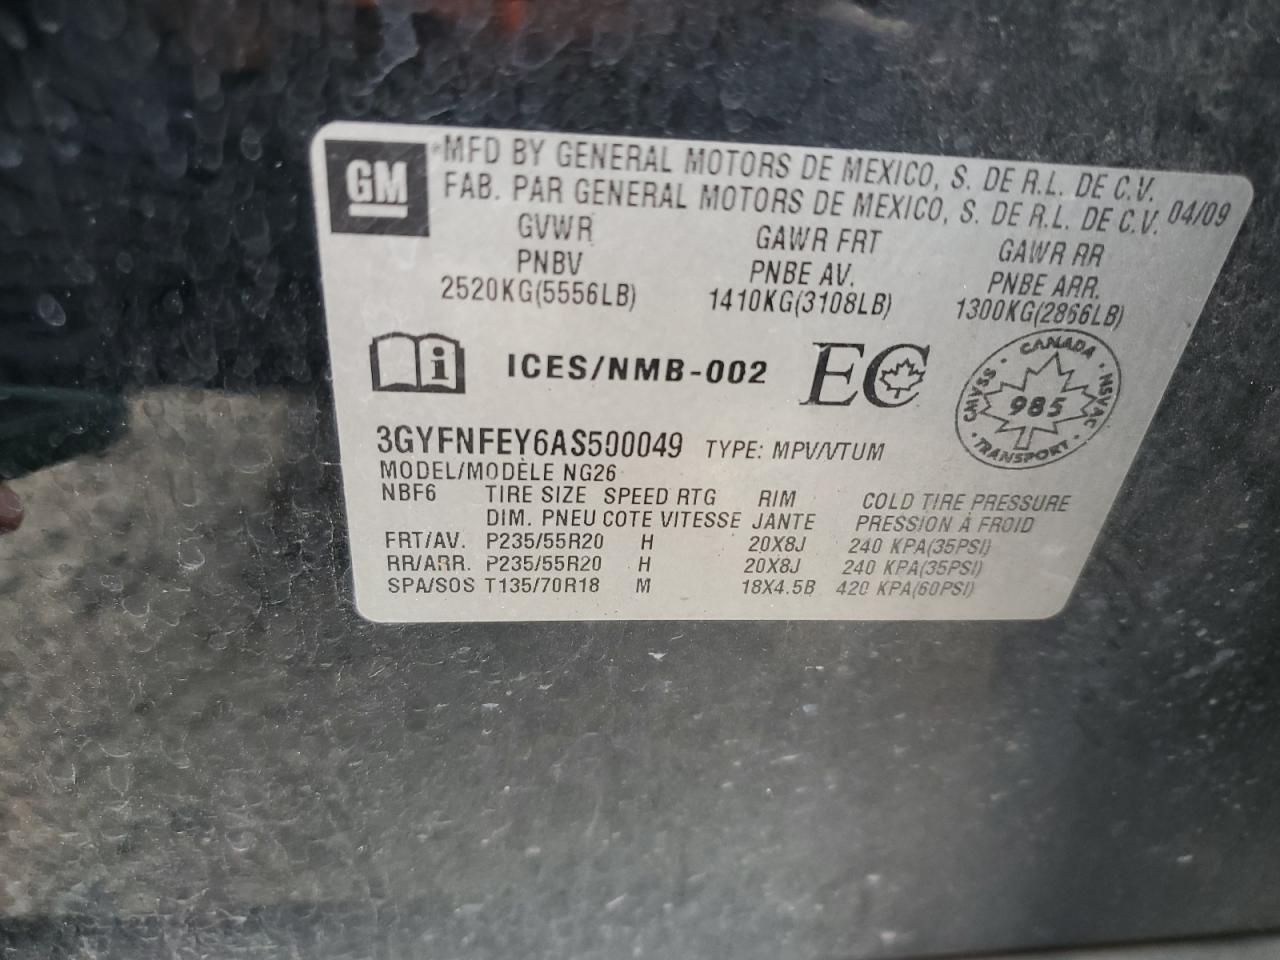 GM
*MFD BY GENERAL MOTORS DE MEXICO, S. DE R.L. DE C.V.
FAB. PAR GENERAL MOTORS DE MEXICO, S. DE R.L. DE C.V. 04/09
GVWR GAWR FRT GAWR RR
PNBV PNBE AV. PNBE ARR.
2520KG(5556LB) 1410KG(3108LB) 1300KG(2866LB)
i ICES/NMB-002 EC
CANADA
CMVSS · 985 · NSVAC
· TRANSPORT ·
3GYFNFEY6AS500049 TYPE: MPV/VTUM
MODEL/MODÈLE NG26
NBF6 TIRE SIZE SPEED RTG RIM COLD TIRE PRESSURE
DIM. PNEU COTE VITESSE JANTE PRESSION À FROID
FRT/AV. P235/55R20 H 20X8J 240 KPA(35PSI)
RR/ARR. P235/55R20 H 20X8J 240 KPA(35PSI)
SPA/SOS T135/70R18 M 18X4.5B 420 KPA(60PSI)